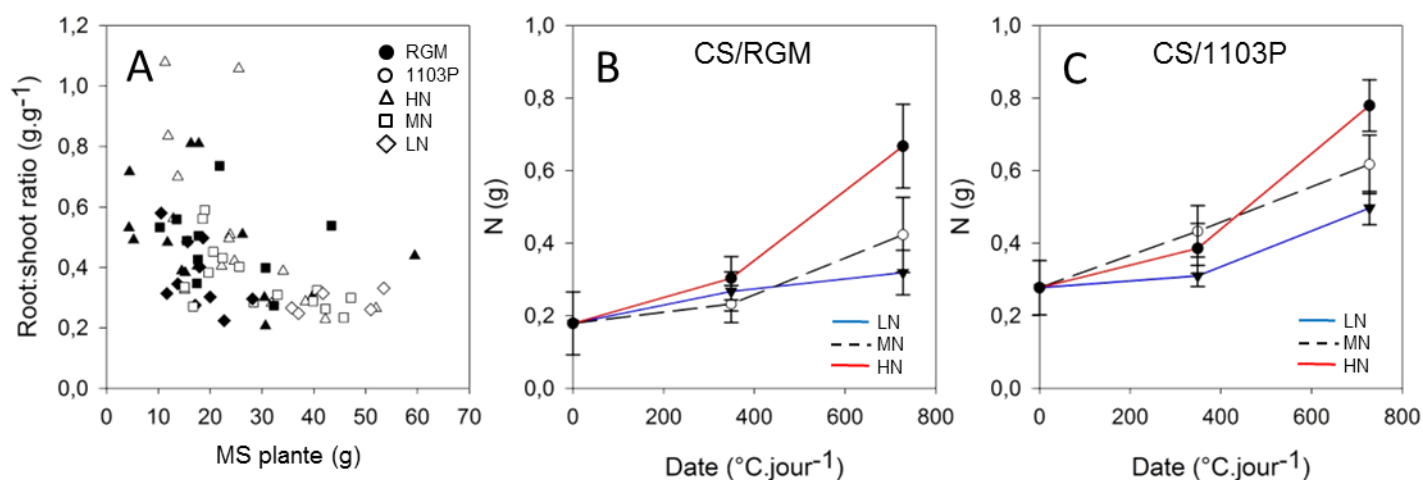 A
Root:shoot ratio (g.g-1)
1,2
1,0
0,8
0,6
0,4
0,2
0,0
RGM
1103P
HN
MN
LN
0 10 20 30 40 50 60 70
MS plante (g)
B
CS/RGM
N (g)
1,0
0,8
0,6
0,4
0,2
0,0
LN
MN
HN
0 200 400 600 800
Date (°C.jour-1)
C
CS/1103P
N (g)
1,0
0,8
0,6
0,4
0,2
0,0
LN
MN
HN
0 200 400 600 800
Date (°C.jour-1)